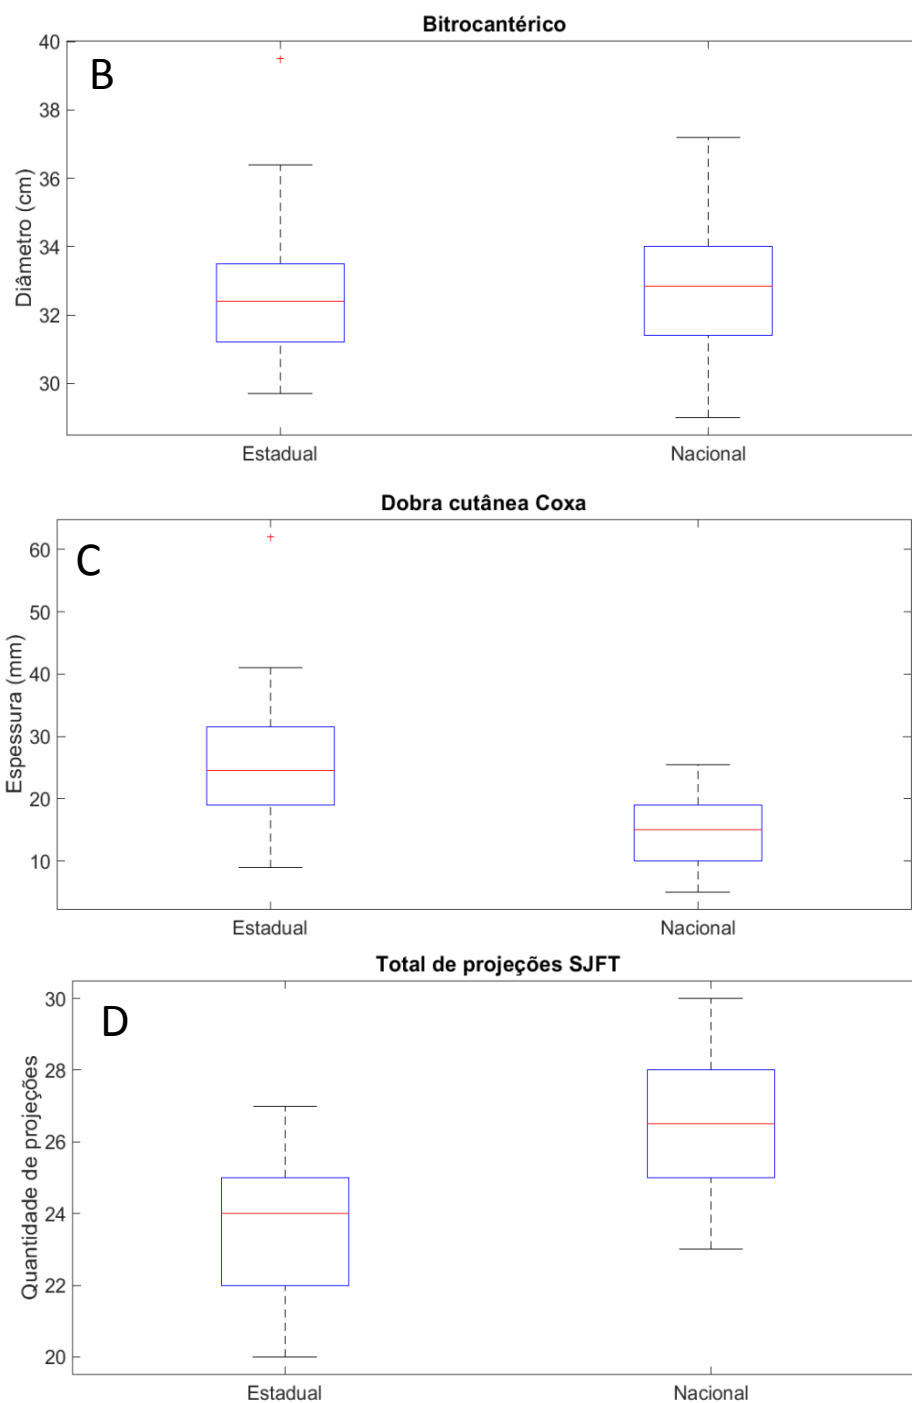 Bitrocantérico
B
40
38
36
34
32
30
Diâmetro (cm)
Estadual Nacional
Dobra cutânea Coxa
C
60
50
40
30
20
10
Espessura (mm)
Estadual Nacional
Total de projeções SJFT
D
30
28
26
24
22
20
Quantidade de projeções
Estadual Nacional